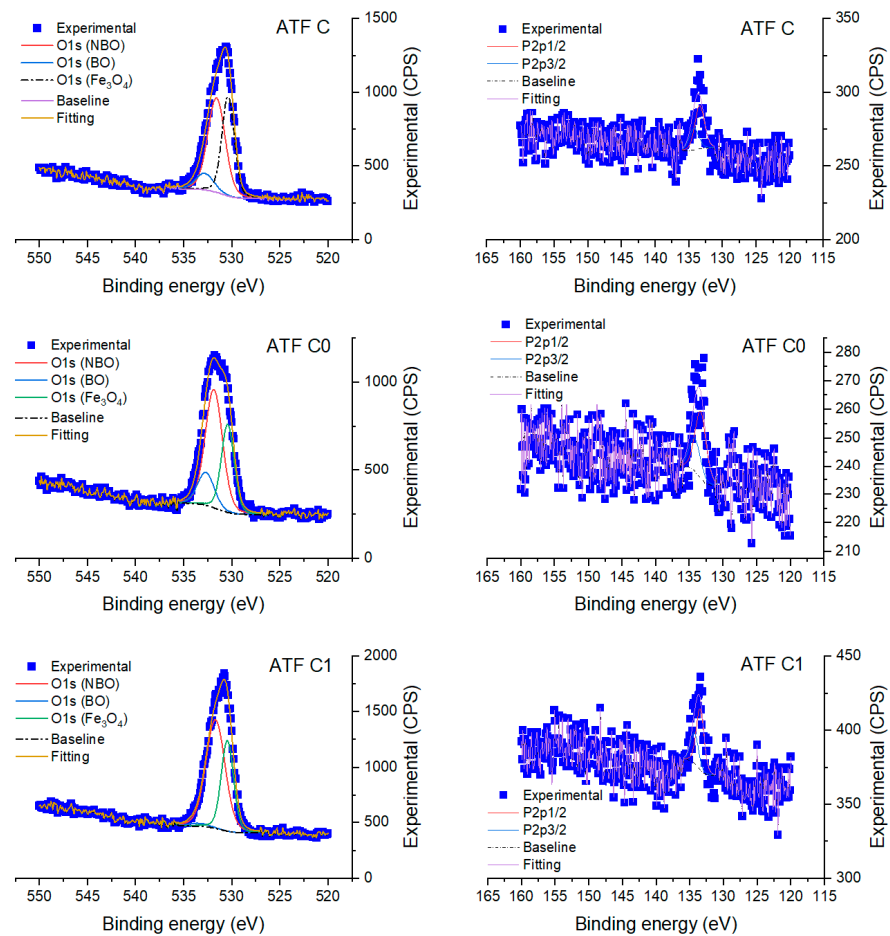 ATF C
Experimental
O1s (NBO)
O1s (BO)
O1s (Fe₃O₄)
Baseline
Fitting
1500
1000
500
0
Experimental (CPS)
550 545 540 535 530 525 520
Binding energy (eV)
ATF C
Experimental
P2p1/2
P2p3/2
Baseline
Fitting
350
300
250
200
Experimental (CPS)
165 160 155 150 145 140 135 130 125 120 115
Binding energy (eV)
ATF C0
Experimental
O1s (NBO)
O1s (BO)
O1s (Fe₃O₄)
Baseline
Fitting
1000
500
0
Experimental (CPS)
550 545 540 535 530 525 520
Binding energy (eV)
ATF C0
Experimental
P2p1/2
P2p3/2
Baseline
Fitting
280
270
260
250
240
230
220
210
Experimental (CPS)
165 160 155 150 145 140 135 130 125 120 115
Binding energy (eV)
ATF C1
Experimental
O1s (NBO)
O1s (BO)
O1s (Fe₃O₄)
Baseline
Fitting
2000
1500
1000
500
0
Experimental (CPS)
550 545 540 535 530 525 520
Binding energy (eV)
ATF C1
Experimental
P2p1/2
P2p3/2
Baseline
Fitting
450
400
350
300
Experimental (CPS)
165 160 155 150 145 140 135 130 125 120 115
Binding energy (eV)